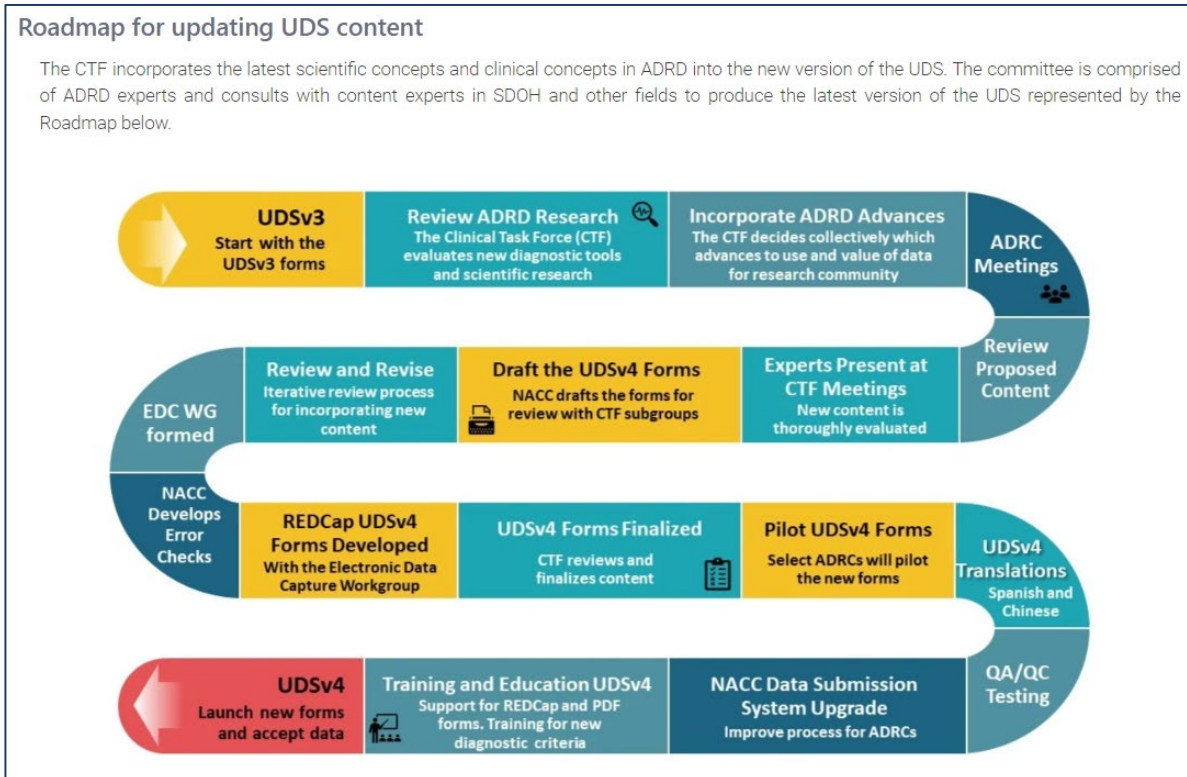 Roadmap for updating UDS content
The CTF incorporates the latest scientific concepts and clinical concepts in ADRD into the new version of the UDS. The committee is comprised
of ADRD experts and consults with content experts in SDOH and other fields to produce the latest version of the UDS represented by the
Roadmap below.
UDSv3
Start with the
UDSv3 forms
Review ADRD Research
The Clinical Task Force (CTF)
evaluates new diagnostic tools
and scientific research
Incorporate ADRD Advances
The CTF decides collectively which
advances to use and value of data
for research community
ADRC
Meetings
Review
Proposed
Content
Experts Present at
CTF Meetings
New content is
thoroughly evaluated
Draft the UDSv4 Forms
NACC drafts the forms for
review with CTF subgroups
Review and Revise
Iterative review process
for incorporating new
content
EDC WG
formed
NACC
Develops
Error
Checks
REDCap UDSv4
Forms Developed
With the Electronic Data
Capture Workgroup
UDSv4 Forms Finalized
CTF reviews and
finalizes content
Pilot UDSv4 Forms
Select ADRCs will pilot
the new forms
UDSv4
Translations
Spanish and
Chinese
QA/QC
Testing
NACC Data Submission
System Upgrade
Improve process for ADRCs
Training and Education UDSv4
Support for REDCap and PDF
forms. Training for new
diagnostic criteria
UDSv4
Launch new forms
and accept data